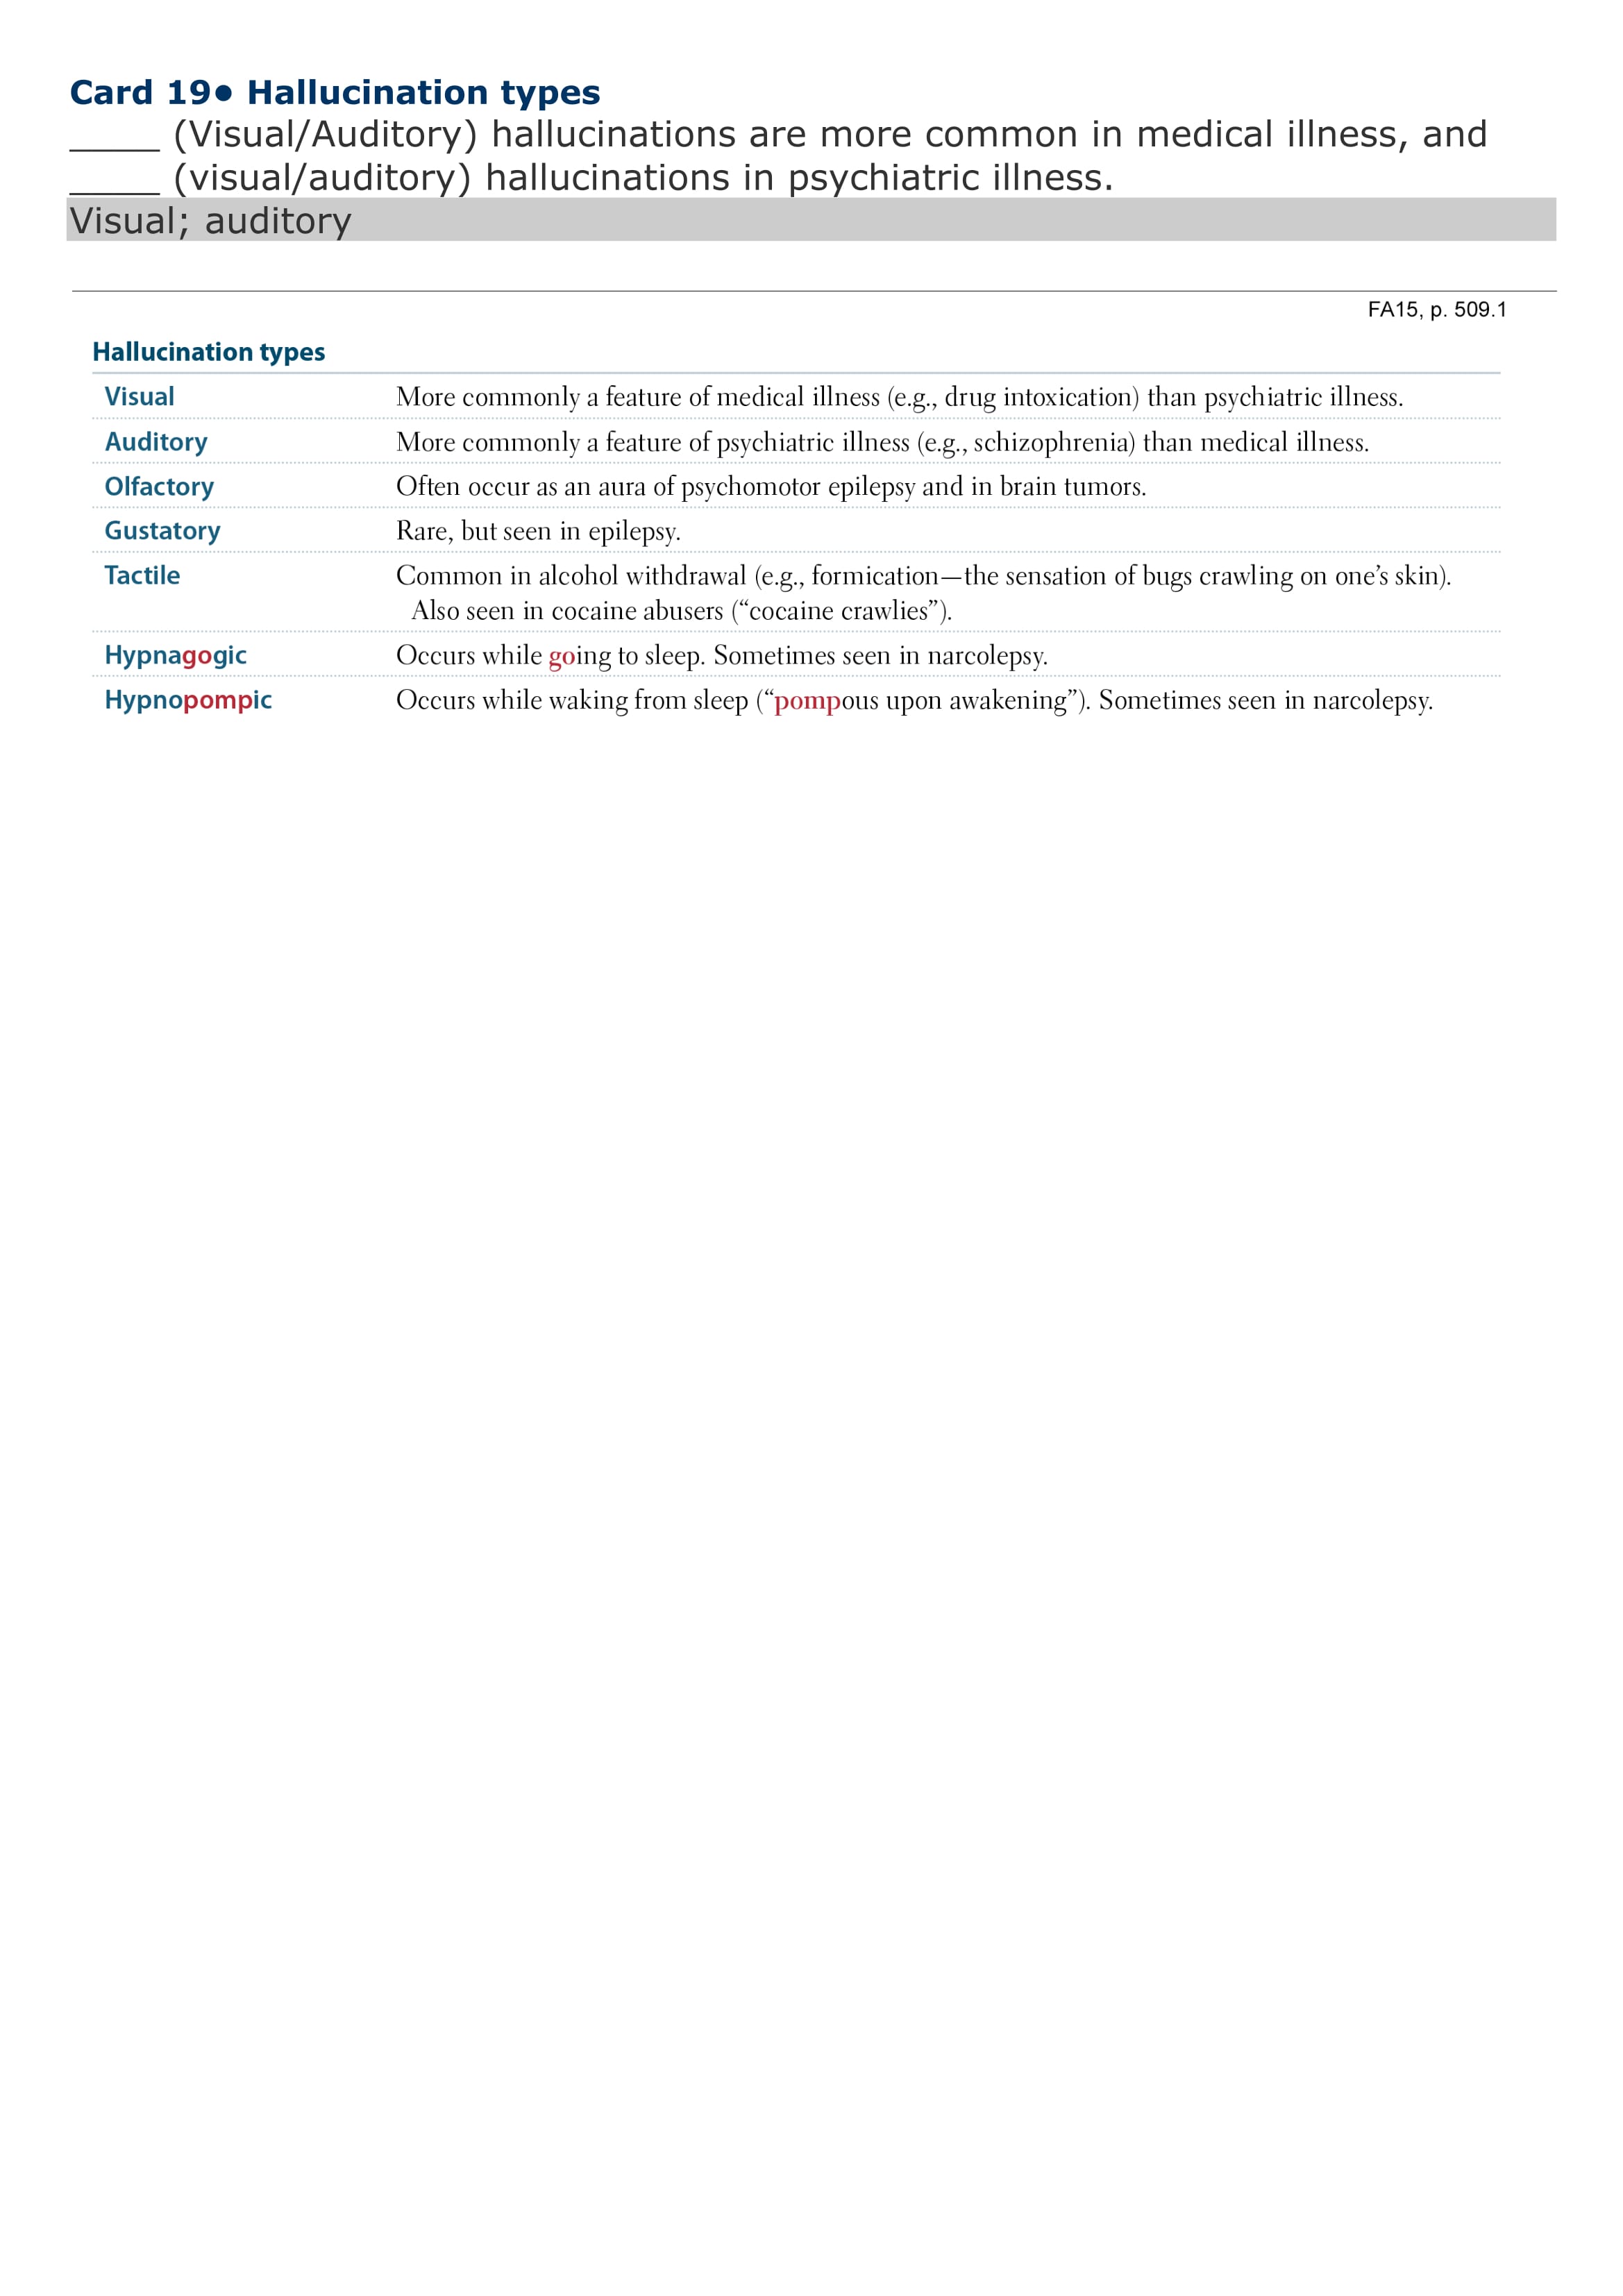 Card 19• Hallucination types
_____ (Visual/Auditory) hallucinations are more common in medical illness, and
_____ (visual/auditory) hallucinations in psychiatric illness.
Visual; auditory
FA15, p. 509.1
Hallucination types
Visual More commonly a feature of medical illness (e.g., drug intoxication) than psychiatric illness.
Auditory More commonly a feature of psychiatric illness (e.g., schizophrenia) than medical illness.
Olfactory Often occur as an aura of psychomotor epilepsy and in brain tumors.
Gustatory Rare, but seen in epilepsy.
Tactile Common in alcohol withdrawal (e.g., formication—the sensation of bugs crawling on one’s skin).
Also seen in cocaine abusers (“cocaine crawlies”).
Hypnagogic Occurs while going to sleep. Sometimes seen in narcolepsy.
Hypnopompic Occurs while waking from sleep (“pompous upon awakening”). Sometimes seen in narcolepsy.